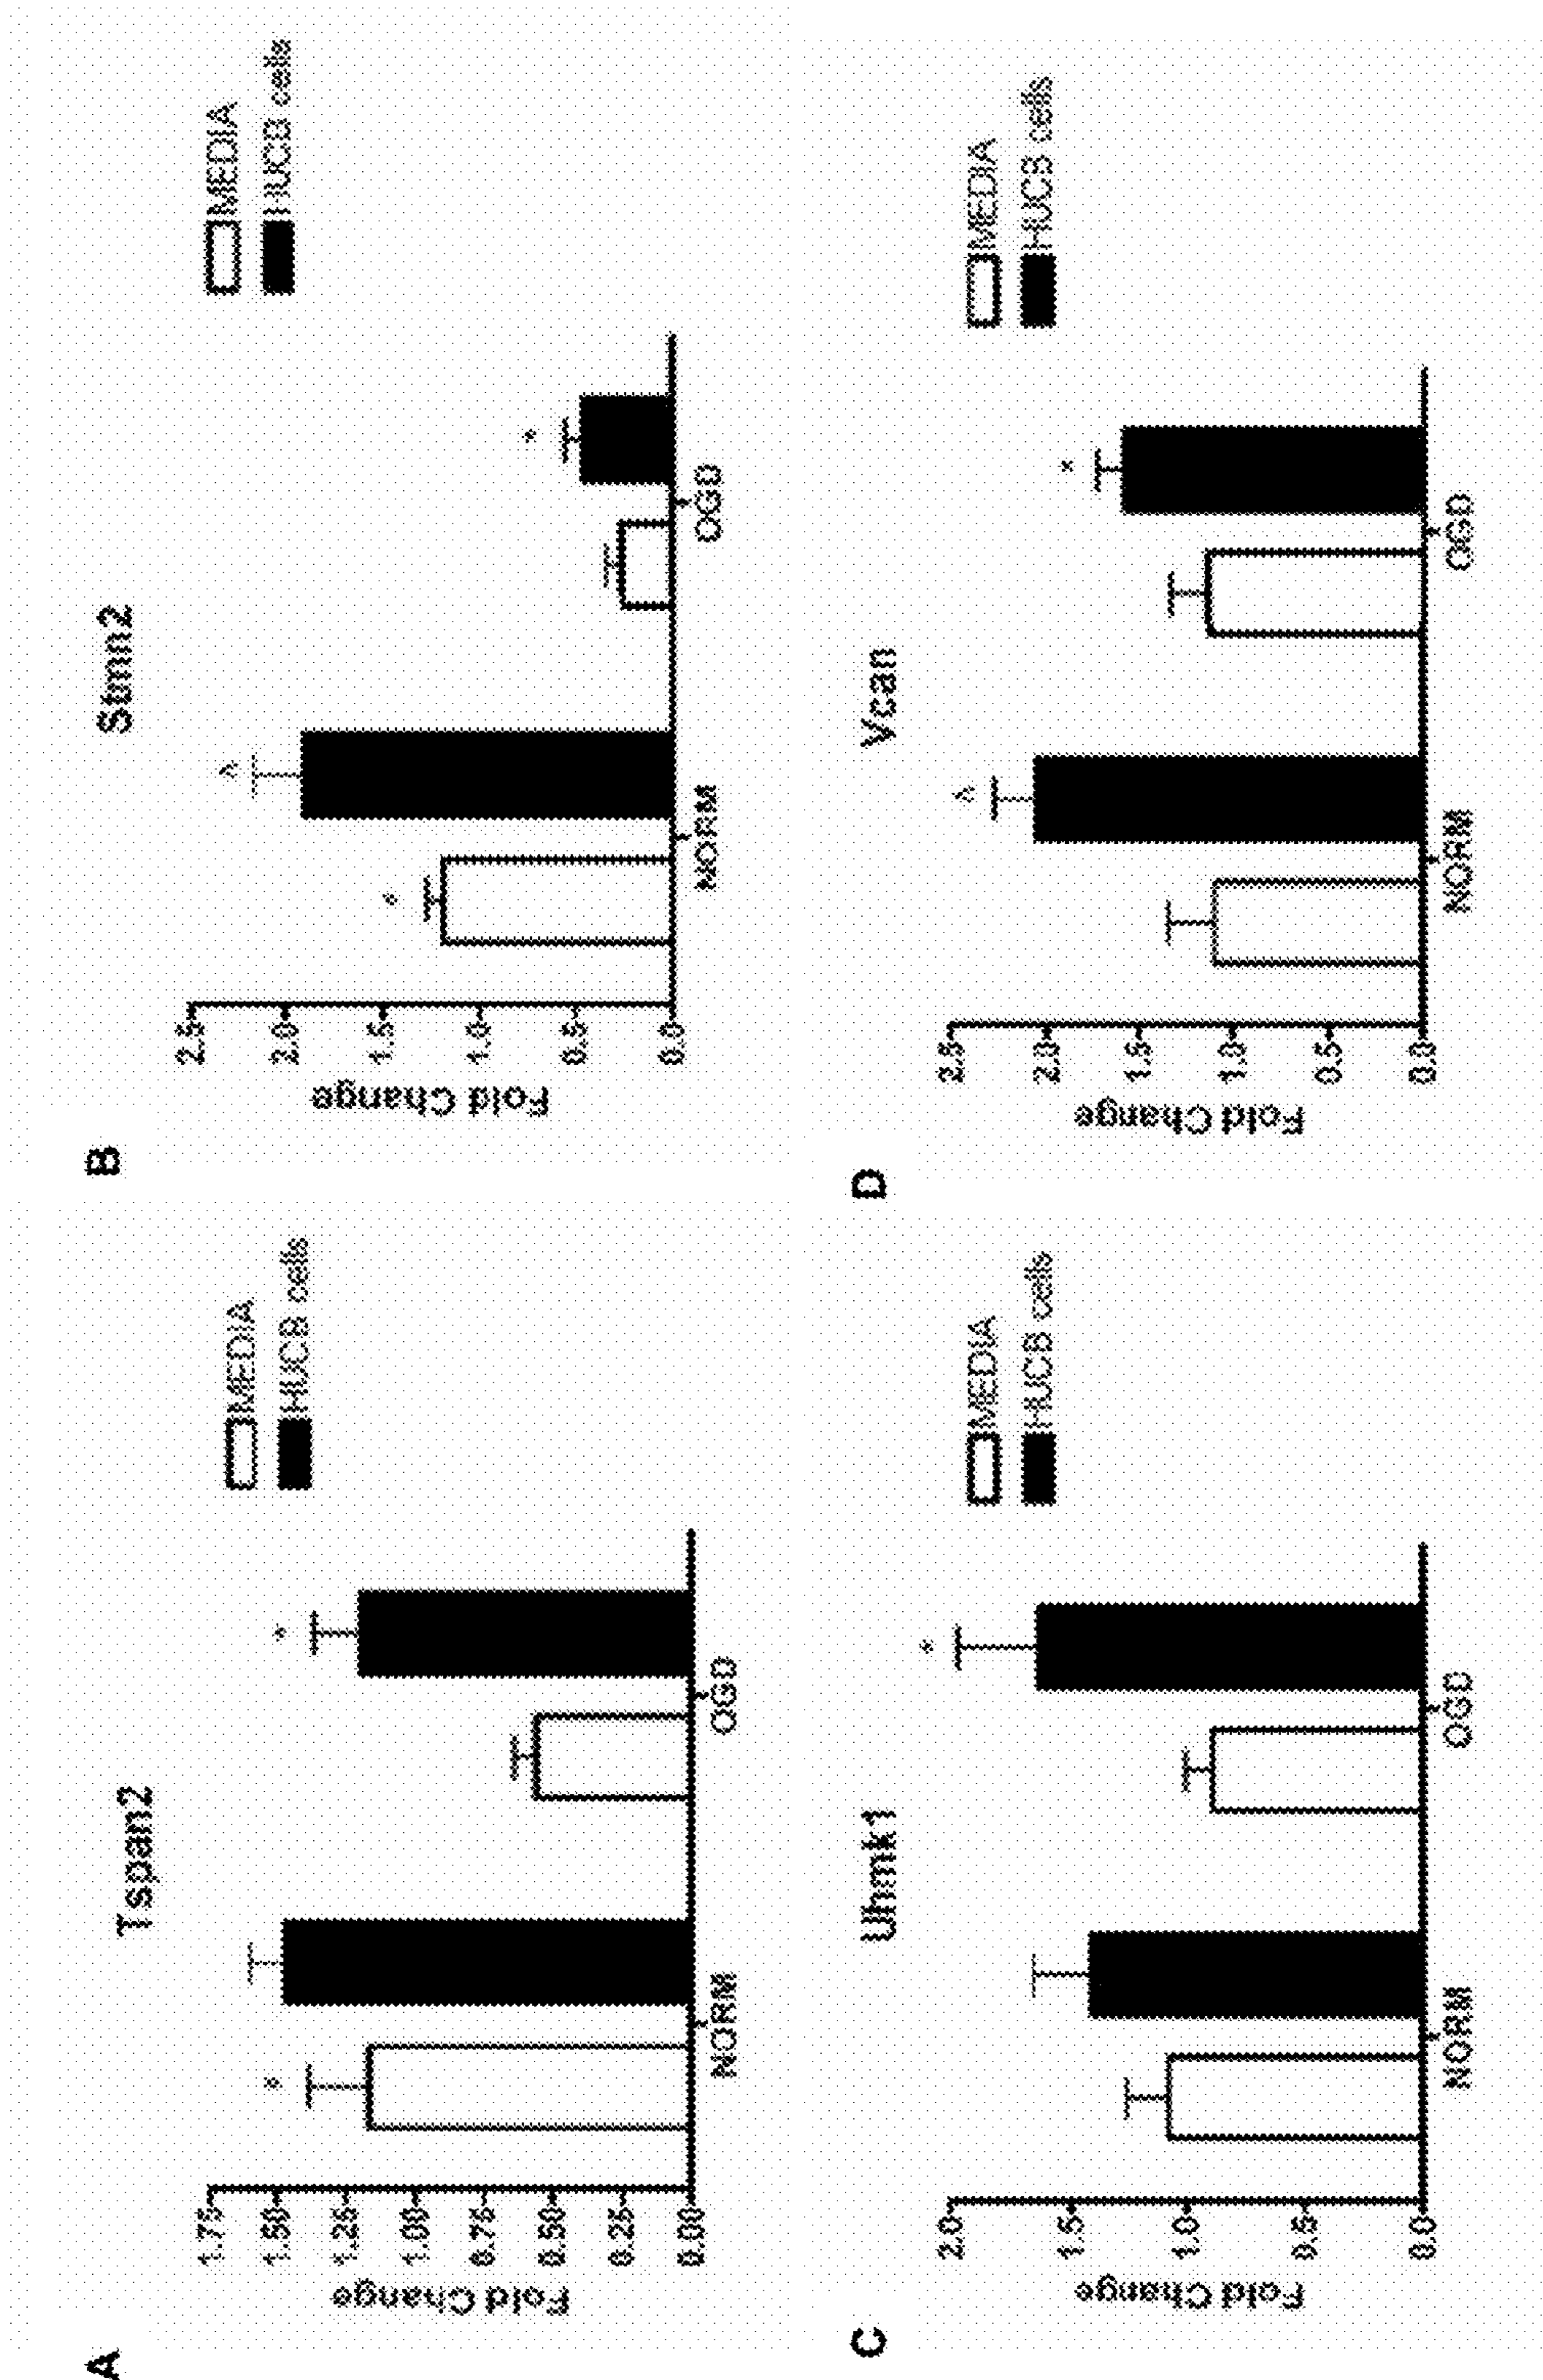 A
Tspan2
MEDIA
HUCB cells
Fold Change
1.75
1.50
1.25
1.00
0.75
0.50
0.25
0.00
*
*
NORM
OGD
B
Stmn2
MEDIA
HUCB cells
Fold Change
2.5
2.0
1.5
1.0
0.5
0.0
*
^
*
NORM
OGD
C
Uhmk1
MEDIA
HUCB cells
Fold Change
2.0
1.5
1.0
0.5
0.0
*
NORM
OGD
D
Vcan
MEDIA
HUCB cells
Fold Change
2.5
2.0
1.5
1.0
0.5
0.0
^
*
NORM
OGD